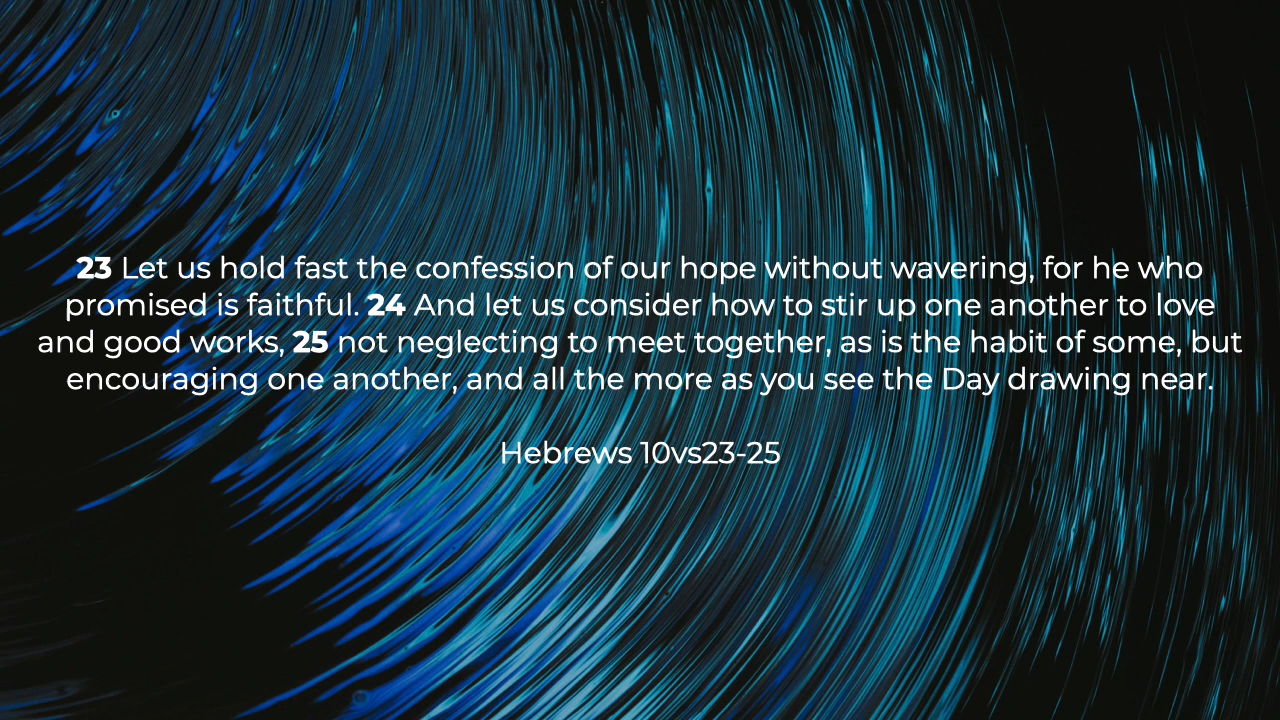 23 Let us hold fast the confession of our hope without wavering, for he who
promised is faithful. 24 And let us consider how to stir up one another to love
and good works, 25 not neglecting to meet together, as is the habit of some, but
encouraging one another, and all the more as you see the Day drawing near.
Hebrews 10vs23-25